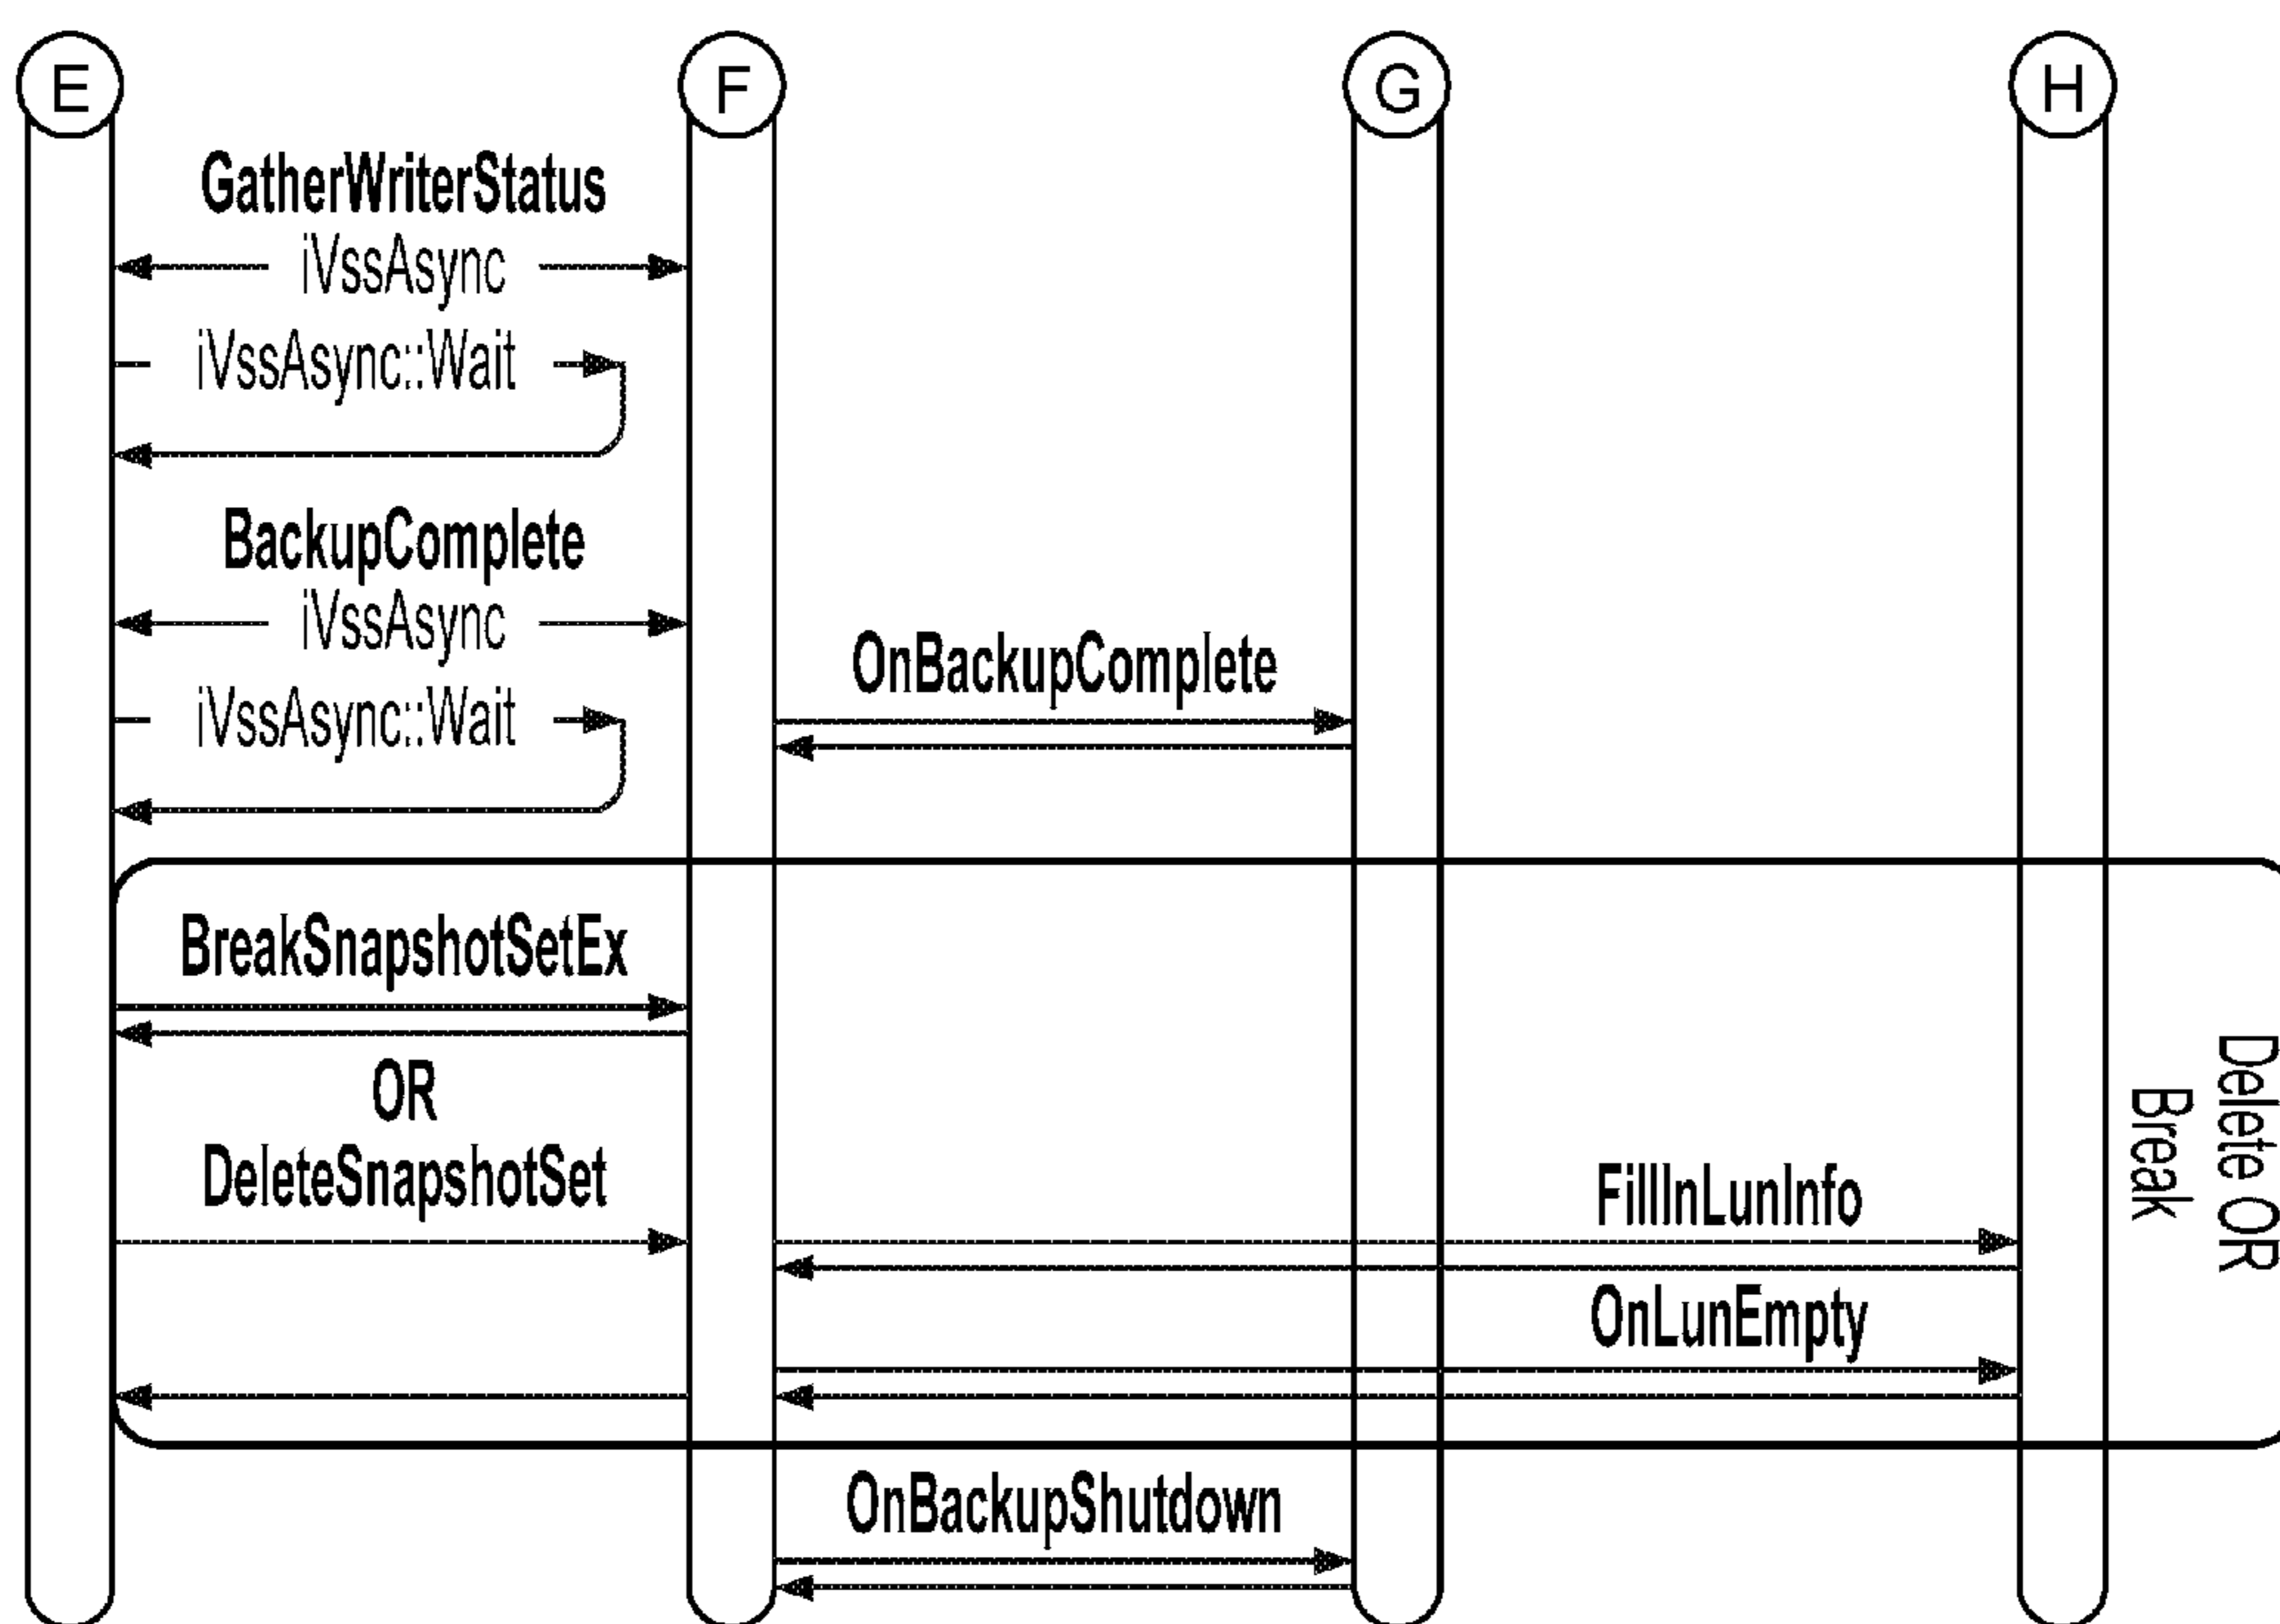 E
F
G
H
GatherWriterStatus
iVssAsync
iVssAsync::Wait
BackupComplete
iVssAsync
OnBackupComplete
iVssAsync::Wait
BreakSnapshotSetEx
OR
DeleteSnapshotSet
FillInLunInfo
OnLunEmpty
Delete OR
Break
OnBackupShutdown